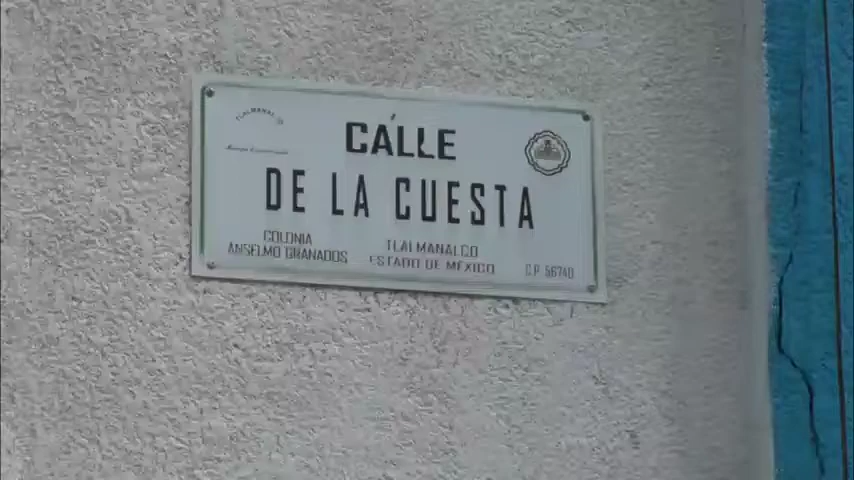 CALLE
DE LA CUESTA
COLONIA
ANSELMO GRANADOS
TLALMANALCO
ESTADO DE MÉXICO
C.P. 56740